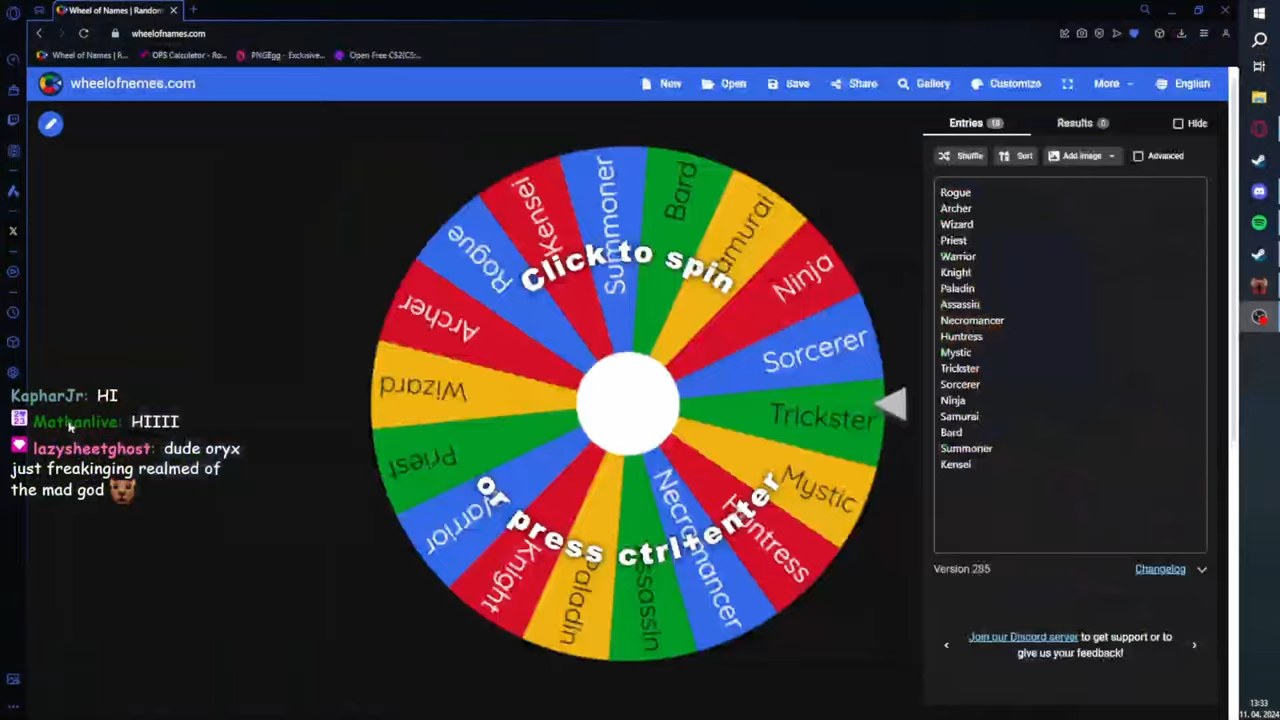 Wheel of Names | Random
wheelofnames.com
Wheel of Names | R...
OPS Calculator - Ro...
PNGEgg - Exclusive...
Open Free CS2(CS:...
wheelofnemes.com
New
Open
Save
Share
Gallery
Customize
More
English
Entries 18
Results 0
Hide
Shuffle
Sort
Add image
Advanced
Rogue
Archer
Wizard
Priest
Warrior
Knight
Paladin
Assassin
Necromancer
Huntress
Mystic
Trickster
Sorcerer
Ninja
Samurai
Bard
Summoner
Kensei
Version 285
Changelog
Join our Discord server to get support or to
give us your feedback!
Click to spin
or press ctrl+enter
Kensei
Summoner
Bard
Samurai
Ninja
Sorcerer
Trickster
Mystic
Huntress
Necromancer
Assassin
Paladin
Knight
Warrior
Priest
Wizard
Archer
Rogue
KapharJr: HI
Mathanlive: HIIII
lazysheetghost: dude oryx
just freakinging realmed of
the mad god
13:33
11. 04. 2024